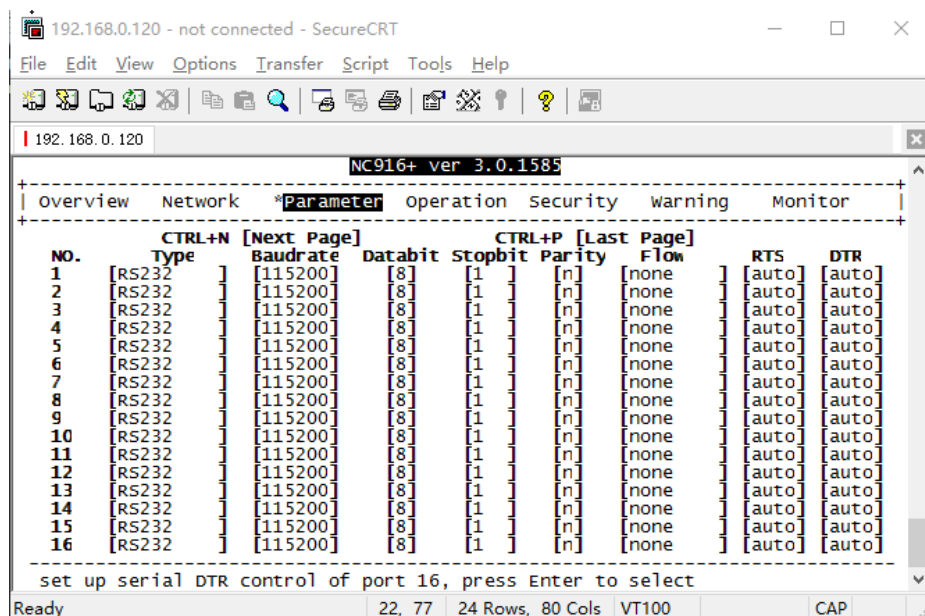 192.168.0.120 - not connected - SecureCRT
File Edit View Options Transfer Script Tools Help
192.168.0.120
NC916+ ver 3.0.1585
+------------------------------------------------------------------------------+
| Overview Network *Parameter Operation Security Warning Monitor |
+------------------------------------------------------------------------------+
CTRL+N [Next Page] CTRL+P [Last Page]
NO. Type Baudrate Databit Stopbit Parity Flow RTS DTR
1 [RS232 ] [115200] [8] [1 ] [n] [none ] [auto] [auto]
2 [RS232 ] [115200] [8] [1 ] [n] [none ] [auto] [auto]
3 [RS232 ] [115200] [8] [1 ] [n] [none ] [auto] [auto]
4 [RS232 ] [115200] [8] [1 ] [n] [none ] [auto] [auto]
5 [RS232 ] [115200] [8] [1 ] [n] [none ] [auto] [auto]
6 [RS232 ] [115200] [8] [1 ] [n] [none ] [auto] [auto]
7 [RS232 ] [115200] [8] [1 ] [n] [none ] [auto] [auto]
8 [RS232 ] [115200] [8] [1 ] [n] [none ] [auto] [auto]
9 [RS232 ] [115200] [8] [1 ] [n] [none ] [auto] [auto]
10 [RS232 ] [115200] [8] [1 ] [n] [none ] [auto] [auto]
11 [RS232 ] [115200] [8] [1 ] [n] [none ] [auto] [auto]
12 [RS232 ] [115200] [8] [1 ] [n] [none ] [auto] [auto]
13 [RS232 ] [115200] [8] [1 ] [n] [none ] [auto] [auto]
14 [RS232 ] [115200] [8] [1 ] [n] [none ] [auto] [auto]
15 [RS232 ] [115200] [8] [1 ] [n] [none ] [auto] [auto]
16 [RS232 ] [115200] [8] [1 ] [n] [none ] [auto] [auto]
------------------------------------------------------------------------------
set up serial DTR control of port 16, press Enter to select
Ready 22, 77 24 Rows, 80 Cols VT100 CAP